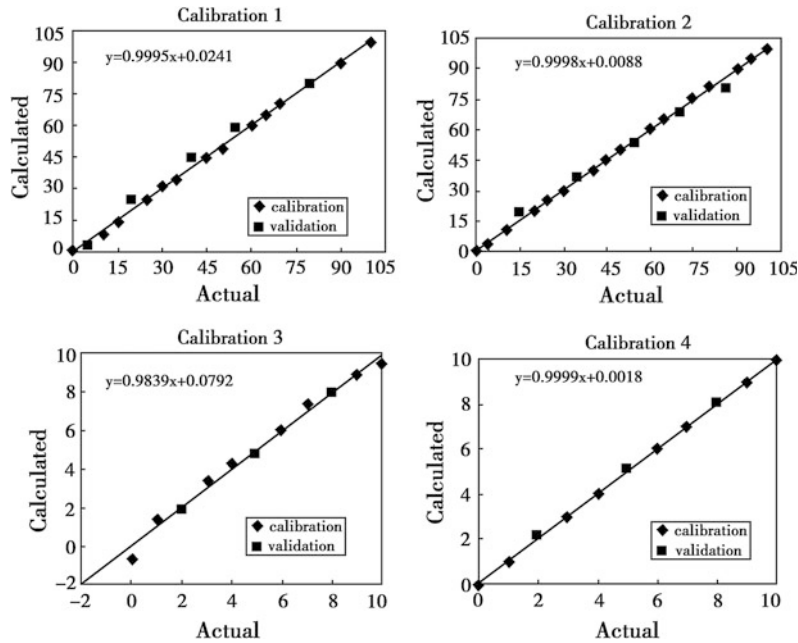 Calibration 1
y=0.9995x+0.0241
105
90
75
60
45
30
15
0
Calculated
calibration
validation
0 15 30 45 60 75 90 105
Actual
Calibration 2
y=0.9998x+0.0088
105
90
75
60
45
30
15
0
Calculated
calibration
validation
0 15 30 45 60 75 90 105
Actual
Calibration 3
y=0.9839x+0.0792
10
8
6
4
2
0
−2
Calculated
calibration
validation
−2 0 2 4 6 8 10
Actual
Calibration 4
y=0.9999x+0.0018
10
8
6
4
2
0
Calculated
calibration
validation
0 2 4 6 8 10
Actual